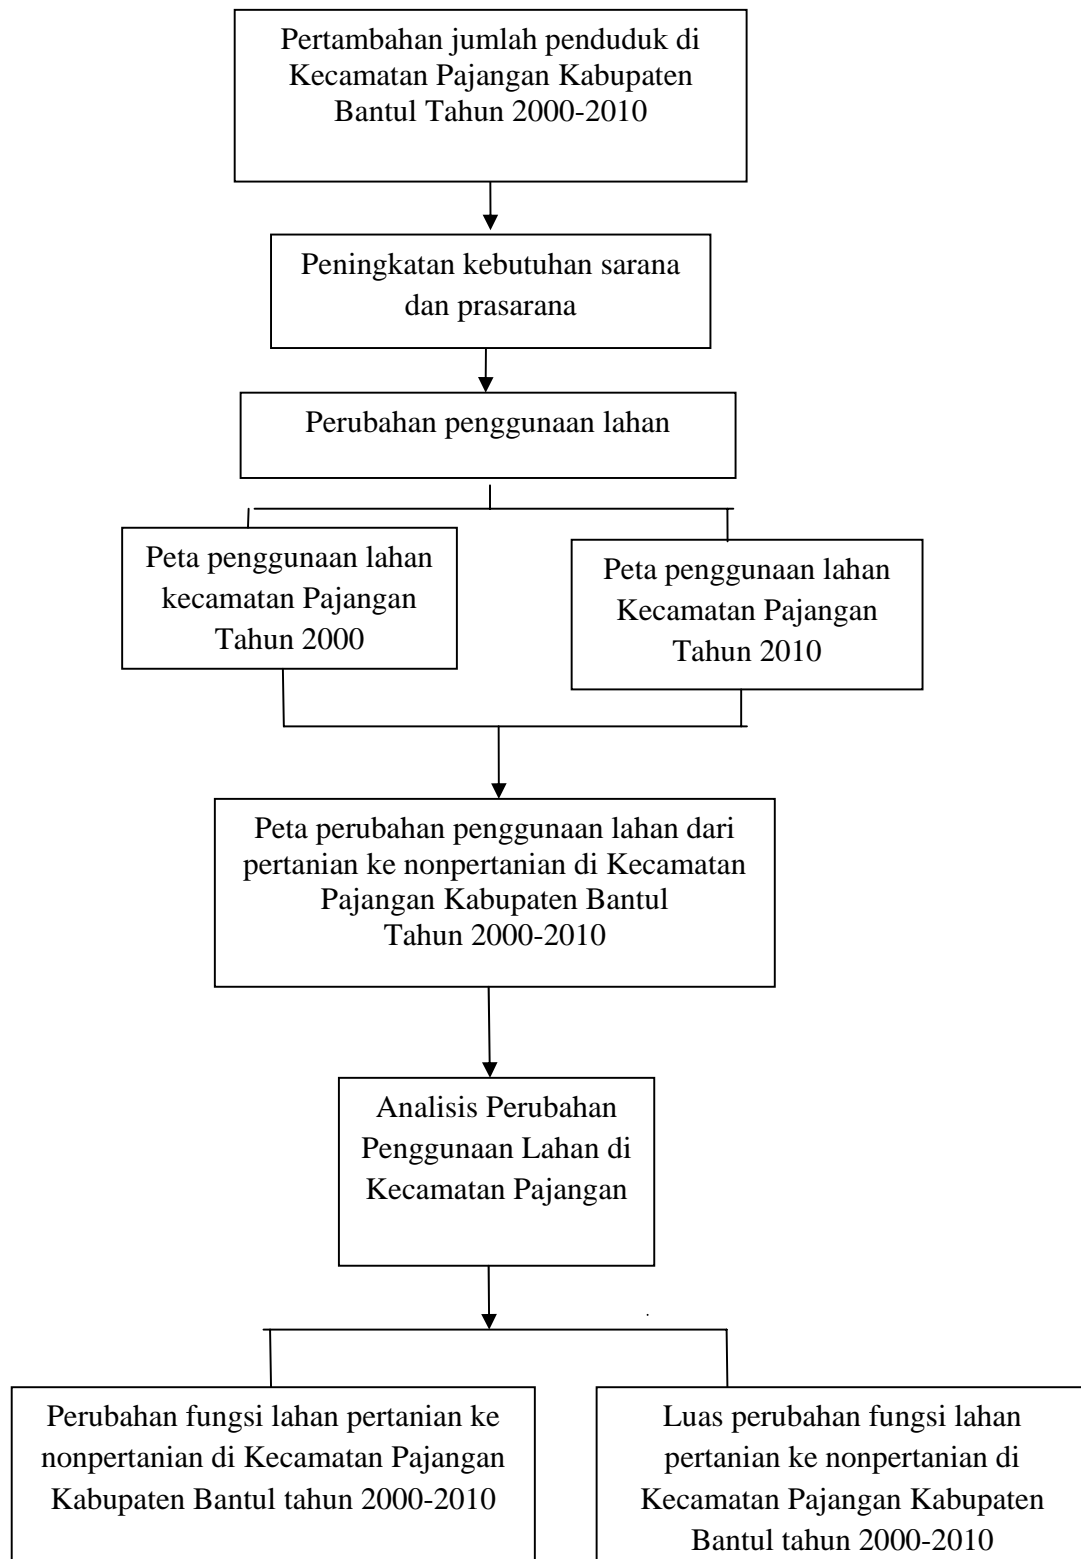 Pertambahan jumlah penduduk di
Kecamatan Pajangan Kabupaten
Bantul Tahun 2000-2010
Peningkatan kebutuhan sarana
dan prasarana
Perubahan penggunaan lahan
Peta penggunaan lahan
kecamatan Pajangan
Tahun 2000
Peta penggunaan lahan
Kecamatan Pajangan
Tahun 2010
Peta perubahan penggunaan lahan dari
pertanian ke nonpertanian di Kecamatan
Pajangan Kabupaten Bantul
Tahun 2000-2010
Analisis Perubahan
Penggunaan Lahan di
Kecamatan Pajangan
Perubahan fungsi lahan pertanian ke
nonpertanian di Kecamatan Pajangan
Kabupaten Bantul tahun 2000-2010
Luas perubahan fungsi lahan
pertanian ke nonpertanian di
Kecamatan Pajangan Kabupaten
Bantul tahun 2000-2010